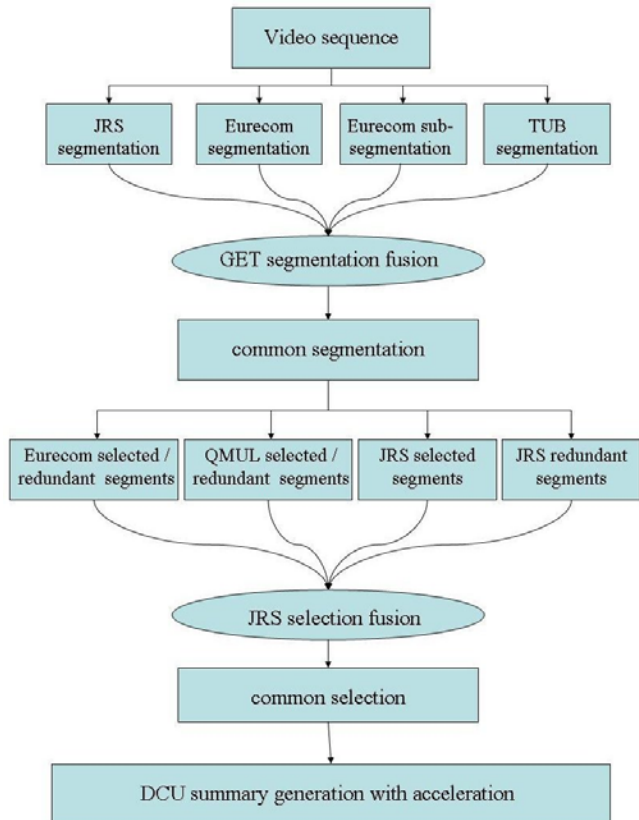 Video sequence
JRS
segmentation
Eurecom
segmentation
Eurecom sub-
segmentation
TUB
segmentation
GET segmentation fusion
common segmentation
Eurecom selected /
redundant segments
QMUL selected /
redundant segments
JRS selected
segments
JRS redundant
segments
JRS selection fusion
common selection
DCU summary generation with acceleration